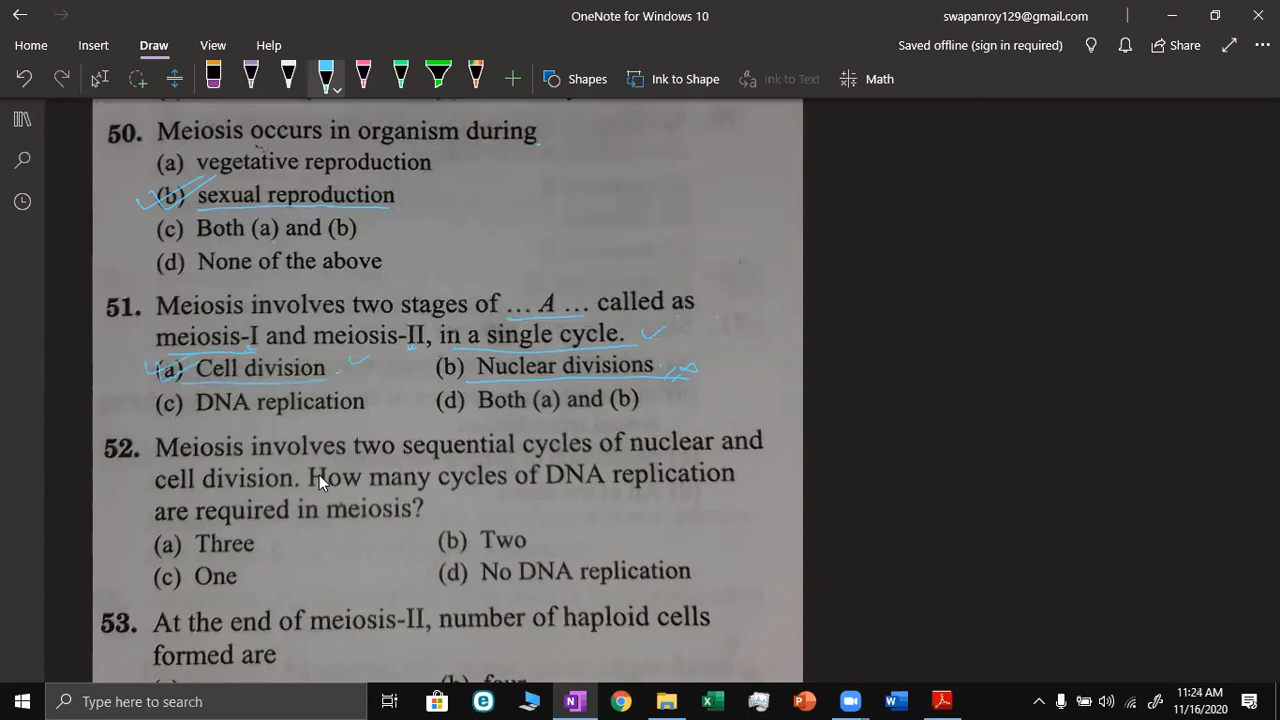 OneNote for Windows 10
swapanroy129@gmail.com
Home Insert Draw View Help
Saved offline (sign in required)
Share
Shapes
Ink to Shape
Ink to Text
Math
50. Meiosis occurs in organism during
(a) vegetative reproduction
(b) sexual reproduction
(c) Both (a) and (b)
(d) None of the above
51. Meiosis involves two stages of ... A ... called as
meiosis-I and meiosis-II, in a single cycle.
(a) Cell division (b) Nuclear divisions
(c) DNA replication (d) Both (a) and (b)
52. Meiosis involves two sequential cycles of nuclear and
cell division. How many cycles of DNA replication
are required in meiosis?
(a) Three (b) Two
(c) One (d) No DNA replication
53. At the end of meiosis-II, number of haploid cells
formed are
(b) four
Type here to search
11:24 AM
11/16/2020